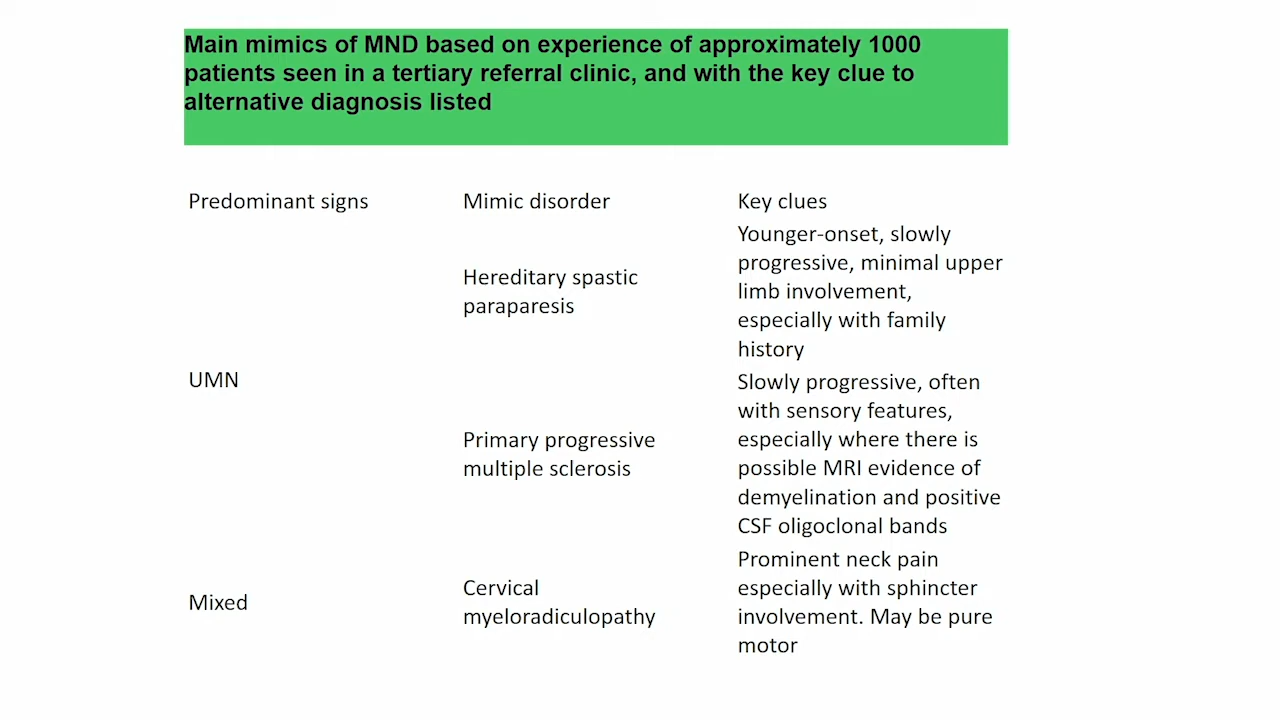 Main mimics of MND based on experience of approximately 1000
patients seen in a tertiary referral clinic, and with the key clue to
alternative diagnosis listed
Predominant signs
Mimic disorder
Key clues
UMN
Hereditary spastic
paraparesis
Younger-onset, slowly
progressive, minimal upper
limb involvement,
especially with family
history
Primary progressive
multiple sclerosis
Slowly progressive, often
with sensory features,
especially where there is
possible MRI evidence of
demyelination and positive
CSF oligoclonal bands
Mixed
Cervical
myeloradiculopathy
Prominent neck pain
especially with sphincter
involvement. May be pure
motor